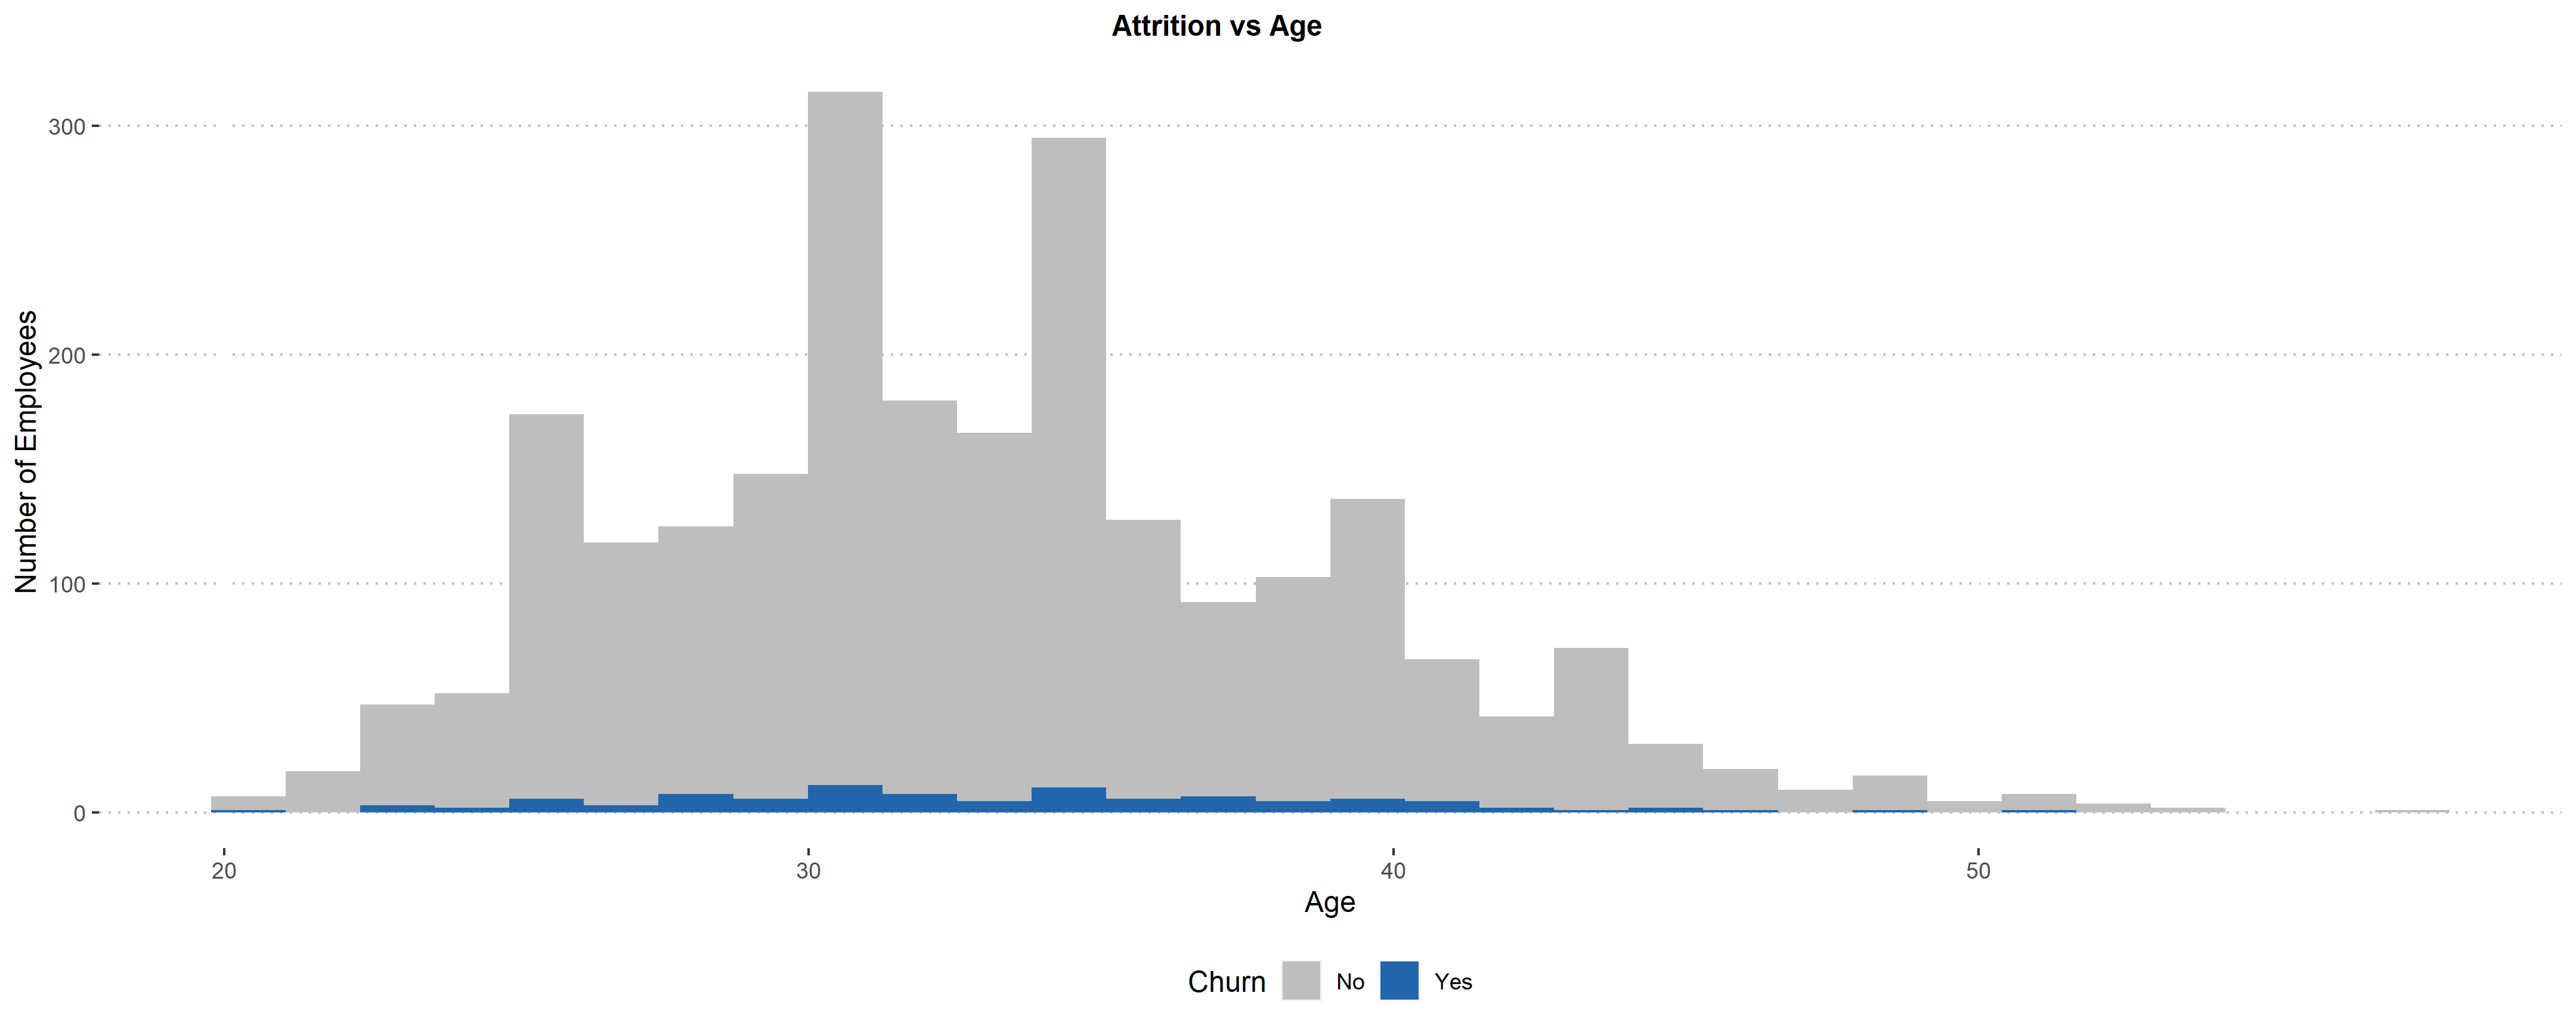 Attrition vs Age
Number of Employees
300
200
100
0
20 30 40 50
Age
Churn No Yes